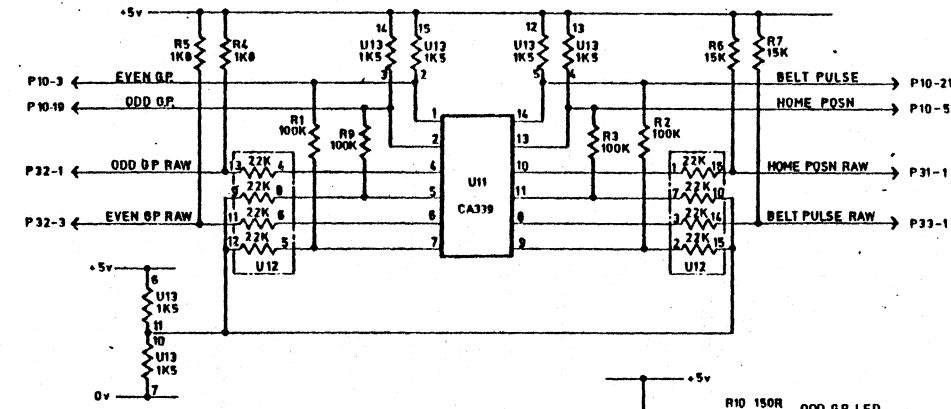 +5v
R5 1K8
R4 1K8
14
U13 1K5
3
15
U13 1K5
2
12
U13 1K5
5
13
U13 1K5
4
R6 15K
R7 15K
P10-3 EVEN GP.
P10-19 ODD GP.
BELT PULSE P10-21
HOME POSN P10-5
R1 100K
R9 100K
R3 100K
R2 100K
1
2
4
5
6
7
U11
CA339
14
13
10
11
8
9
P32-1 ODD GP RAW
P32-3 EVEN GP RAW
13 22K 4
9 22K 8
11 22K 6
12 22K 5
U12
1 22K 16
7 22K 10
3 22K 14
2 22K 15
U12
HOME POSN RAW P31-1
BELT PULSE RAW P33-1
+5v
6
U13
1K5
11
10
U13
1K5
7
0v
+5v
R10 150R ODD GP LED